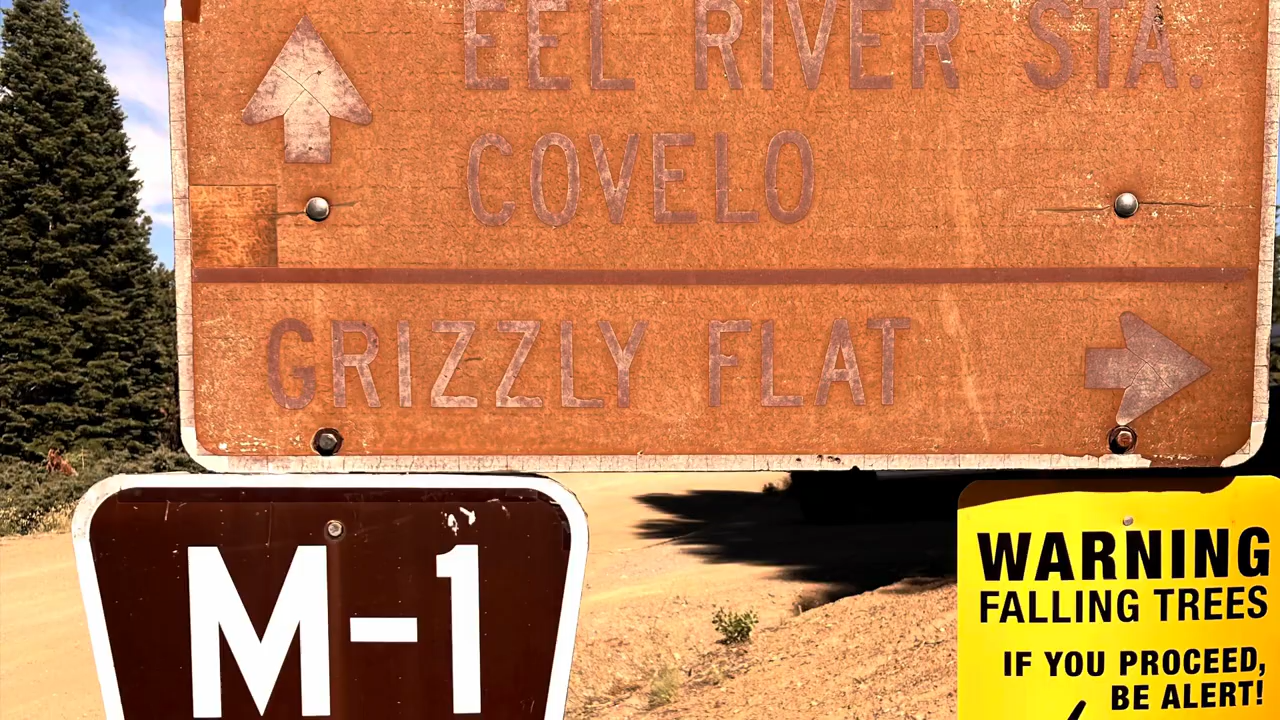 EEL RIVER STA.
COVELO
GRIZZLY FLAT
M-1
WARNING
FALLING TREES
IF YOU PROCEED,
BE ALERT!